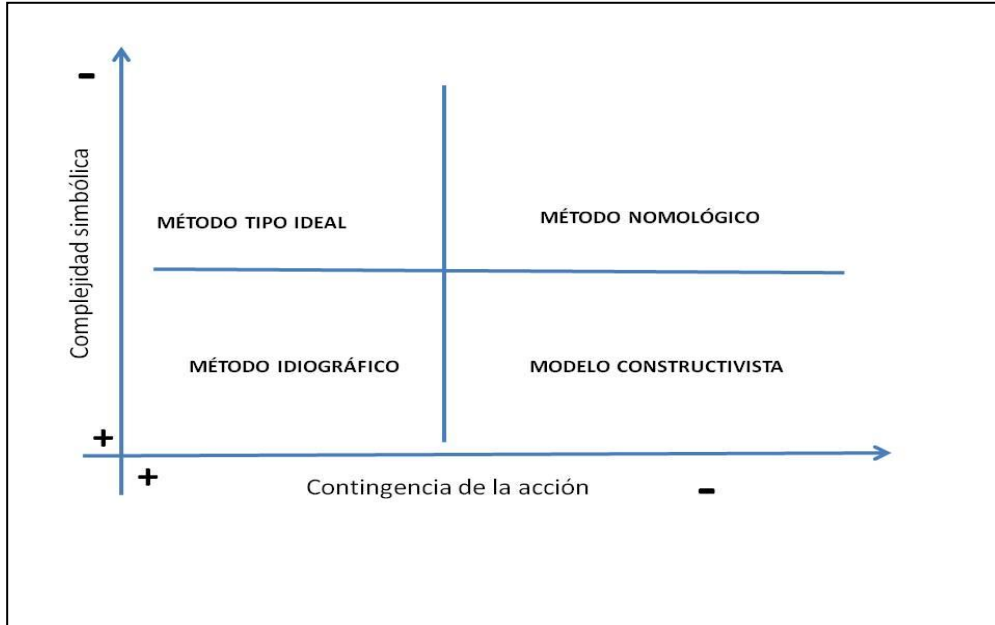 -
Complejidad simbólica
MÉTODO TIPO IDEAL
MÉTODO NOMOLÓGICO
MÉTODO IDIOGRÁFICO
MODELO CONSTRUCTIVISTA
+
+
Contingencia de la acción
-